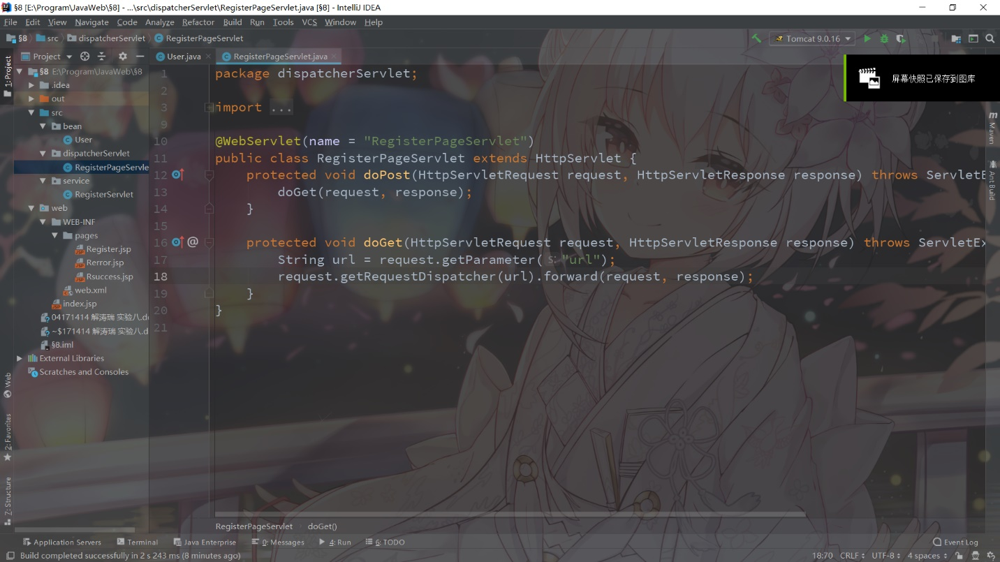 §8 [E:\Program\JavaWeb\§8] - ...\src\dispatcherServlet\RegisterPageServlet.java [§8] - IntelliJ IDEA
File Edit View Navigate Code Analyze Refactor Build Run Tools VCS Window Help
§8 src dispatcherServlet RegisterPageServlet
Tomcat 9.0.16
Project
User.java
RegisterPageServlet.java
1: Project
§8 E:\Program\JavaWeb\§8
.idea
out
src
bean
User
dispatcherServlet
RegisterPageServle
service
RegisterServlet
web
WEB-INF
pages
Register.jsp
Rerror.jsp
Rsuccess.jsp
web.xml
index.jsp
04171414 解涛瑞 实验八.d
~$171414 解涛瑞 实验八.d
§8.iml
External Libraries
Scratches and Consoles
1 package dispatcherServlet;
2
3 import ...
9
10 @WebServlet(name = "RegisterPageServlet")
11 public class RegisterPageServlet extends HttpServlet {
12 protected void doPost(HttpServletRequest request, HttpServletResponse response) throws ServletE
13 doGet(request, response);
14 }
15
16 @ protected void doGet(HttpServletRequest request, HttpServletResponse response) throws ServletEx
17 String url = request.getParameter( s: "url");
18 request.getRequestDispatcher(url).forward(request, response);
19 }
20 }
21
屏幕快照已保存到图库
Maven
Ant Build
Web
2: Favorites
Z: Structure
RegisterPageServlet doGet()
Application Servers Terminal Java Enterprise 0: Messages 4: Run 6: TODO Event Log
Build completed successfully in 2 s 243 ms (8 minutes ago) 18:70 CRLF UTF-8 4 spaces